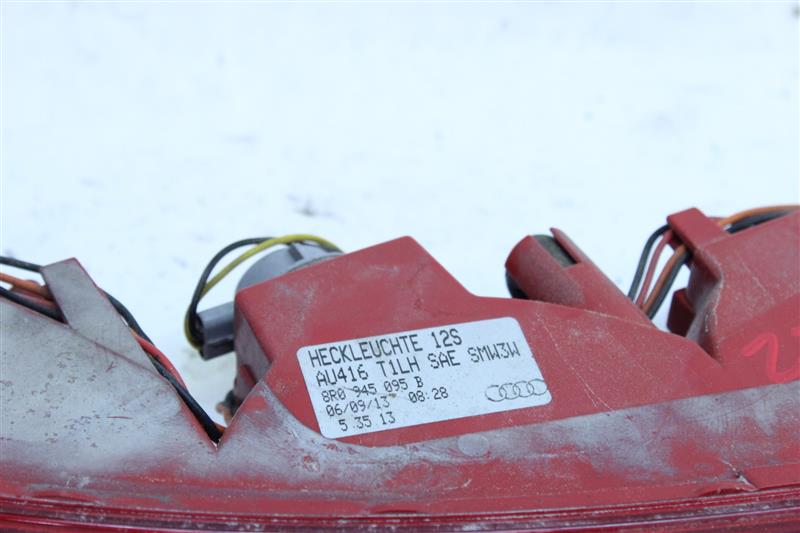 HECKLEUCHTE 12S
AU416 T1LH SAE SMW3W
8R0 945 095 B
06/09/13 08:28
5 35 13